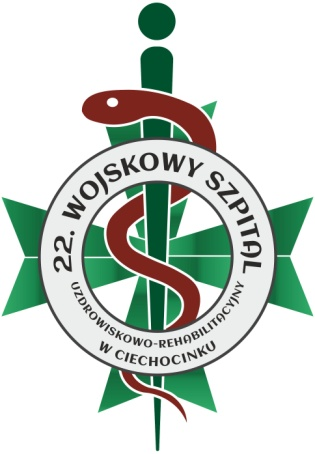 22. WOJSKOWY SZPITAL
UZDROWISKOWO-REHABILITACYJNY
W CIECHOCINKU